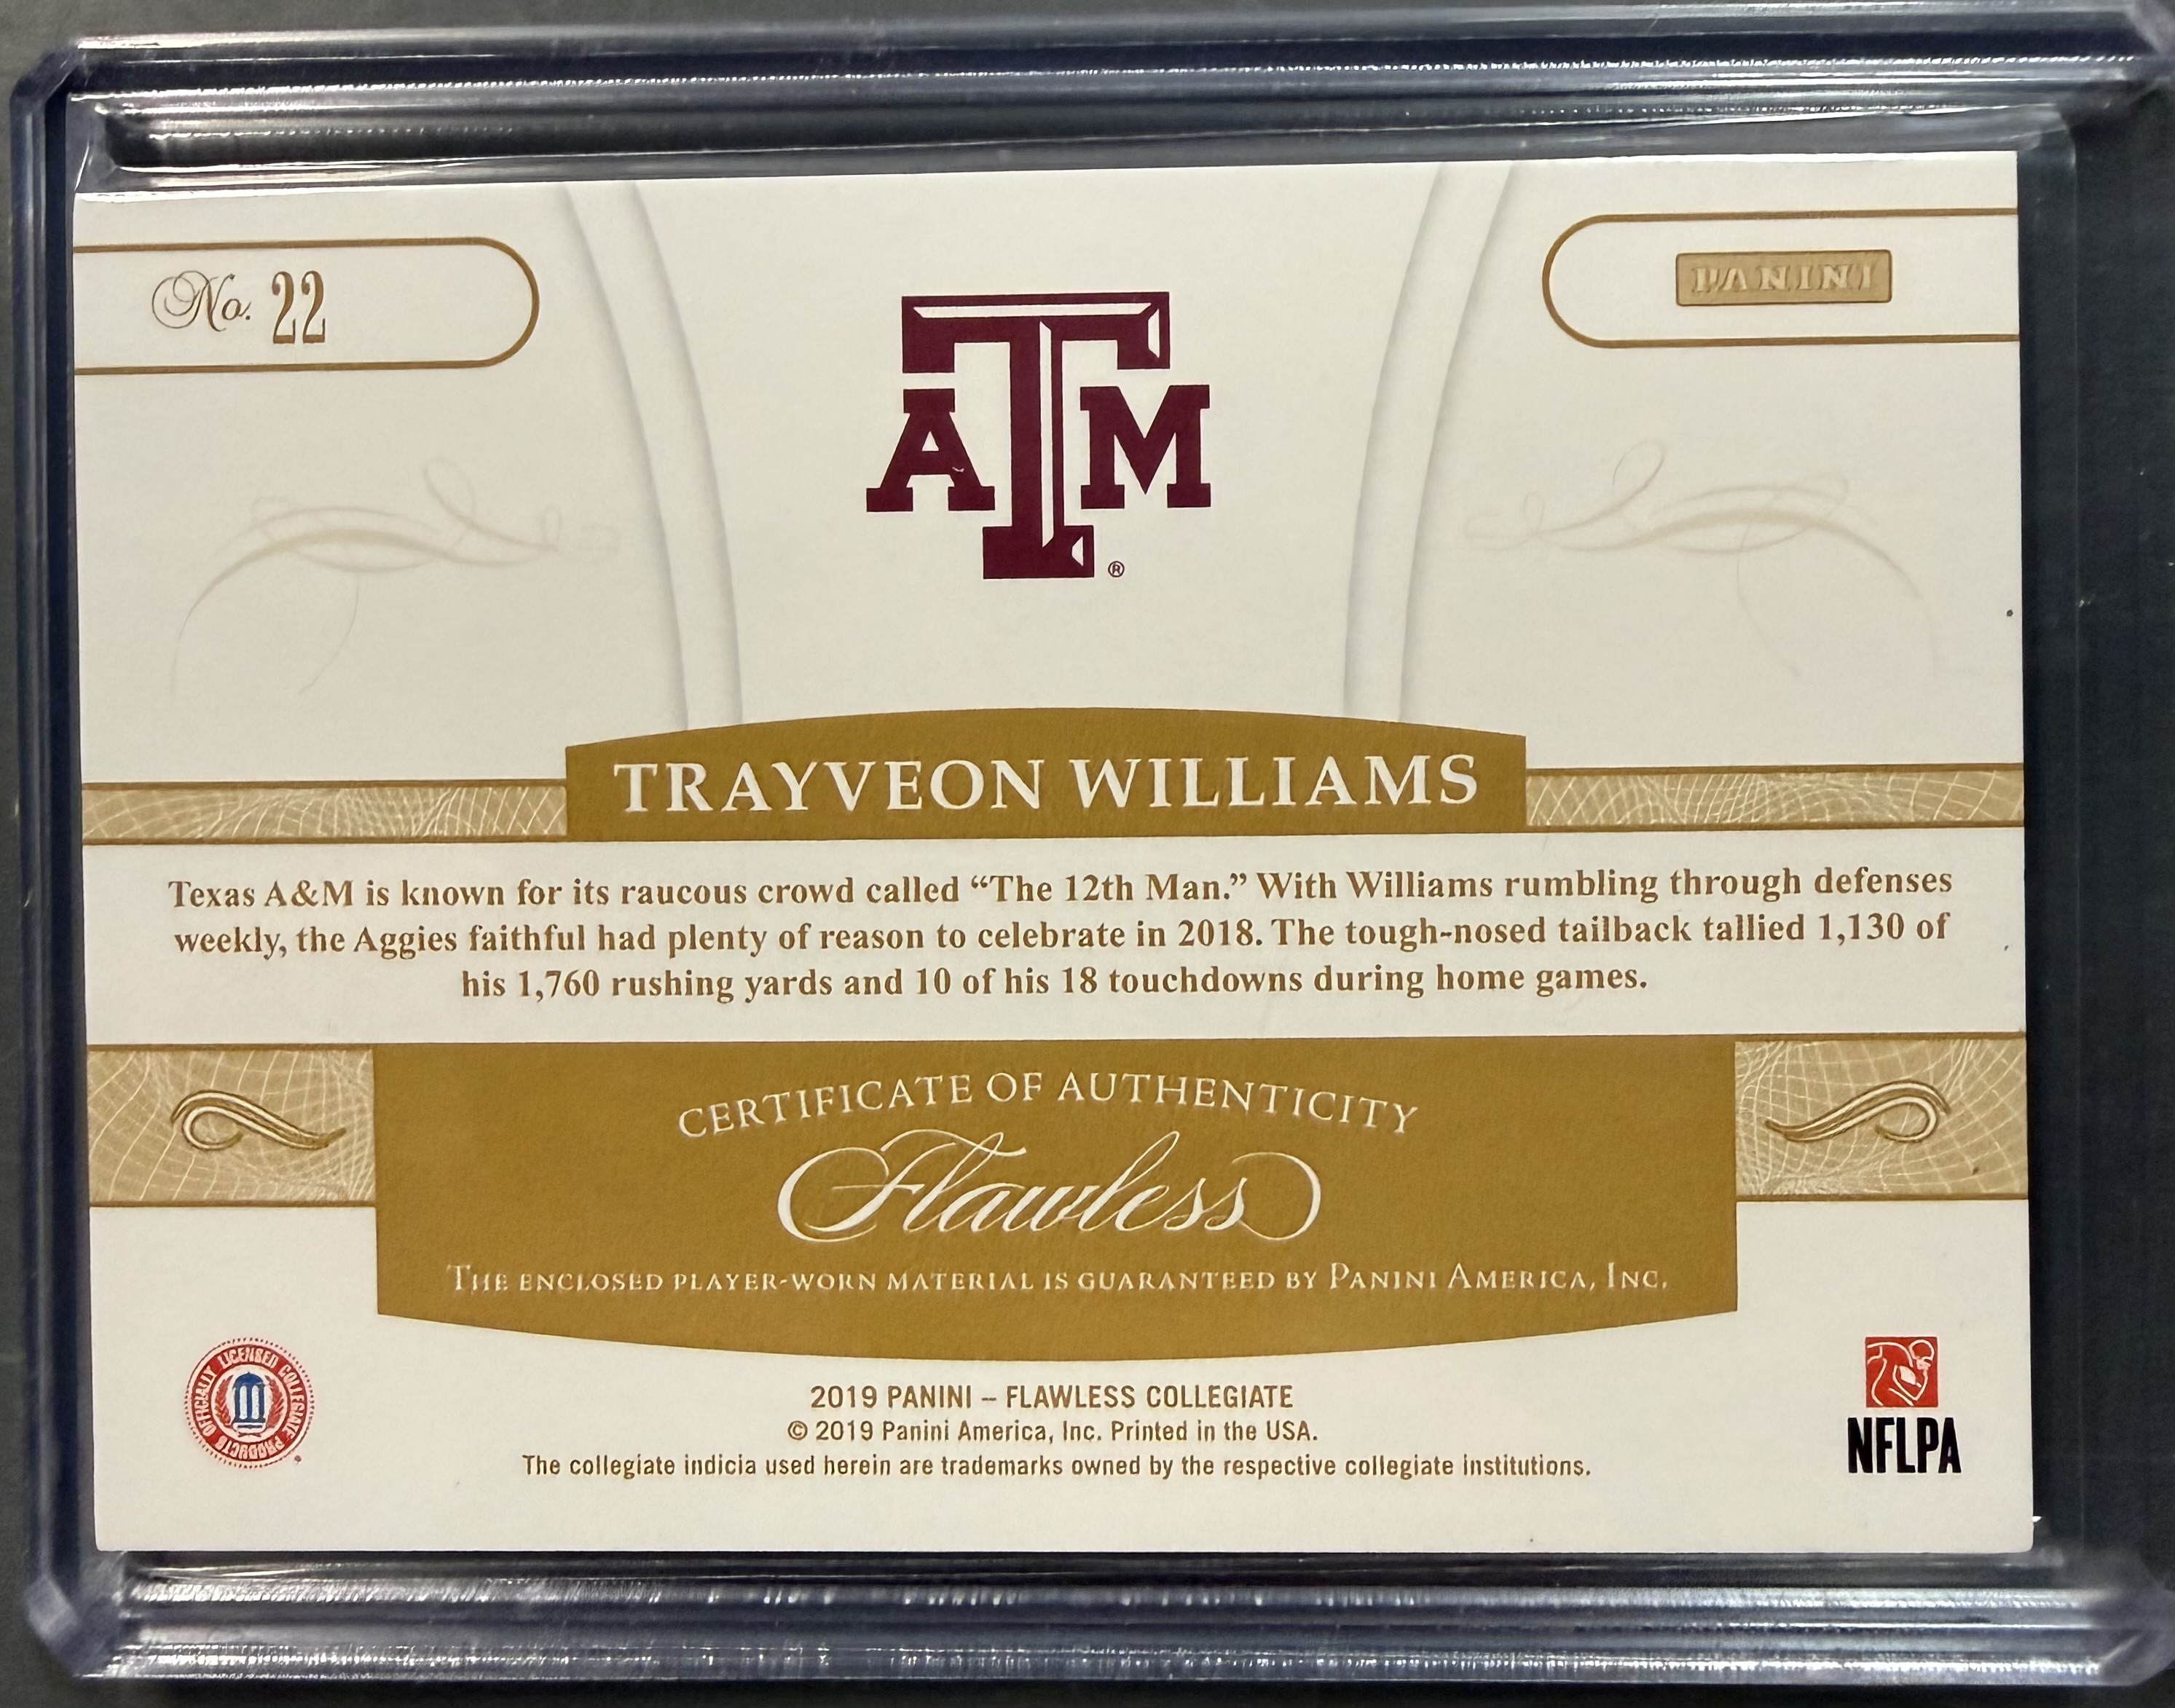 No. 22
PANINI
ATM ®
TRAYVEON WILLIAMS
Texas A&M is known for its raucous crowd called “The 12th Man.” With Williams rumbling through defenses
weekly, the Aggies faithful had plenty of reason to celebrate in 2018. The tough-nosed tailback tallied 1,130 of
his 1,760 rushing yards and 10 of his 18 touchdowns during home games.
CERTIFICATE OF AUTHENTICITY
Flawless
THE ENCLOSED PLAYER-WORN MATERIAL IS GUARANTEED BY PANINI AMERICA, INC.
OFFICIALLY LICENSED COLLEGIATE PRODUCTS
2019 PANINI – FLAWLESS COLLEGIATE
© 2019 Panini America, Inc. Printed in the USA.
The collegiate indicia used herein are trademarks owned by the respective collegiate institutions.
NFLPA